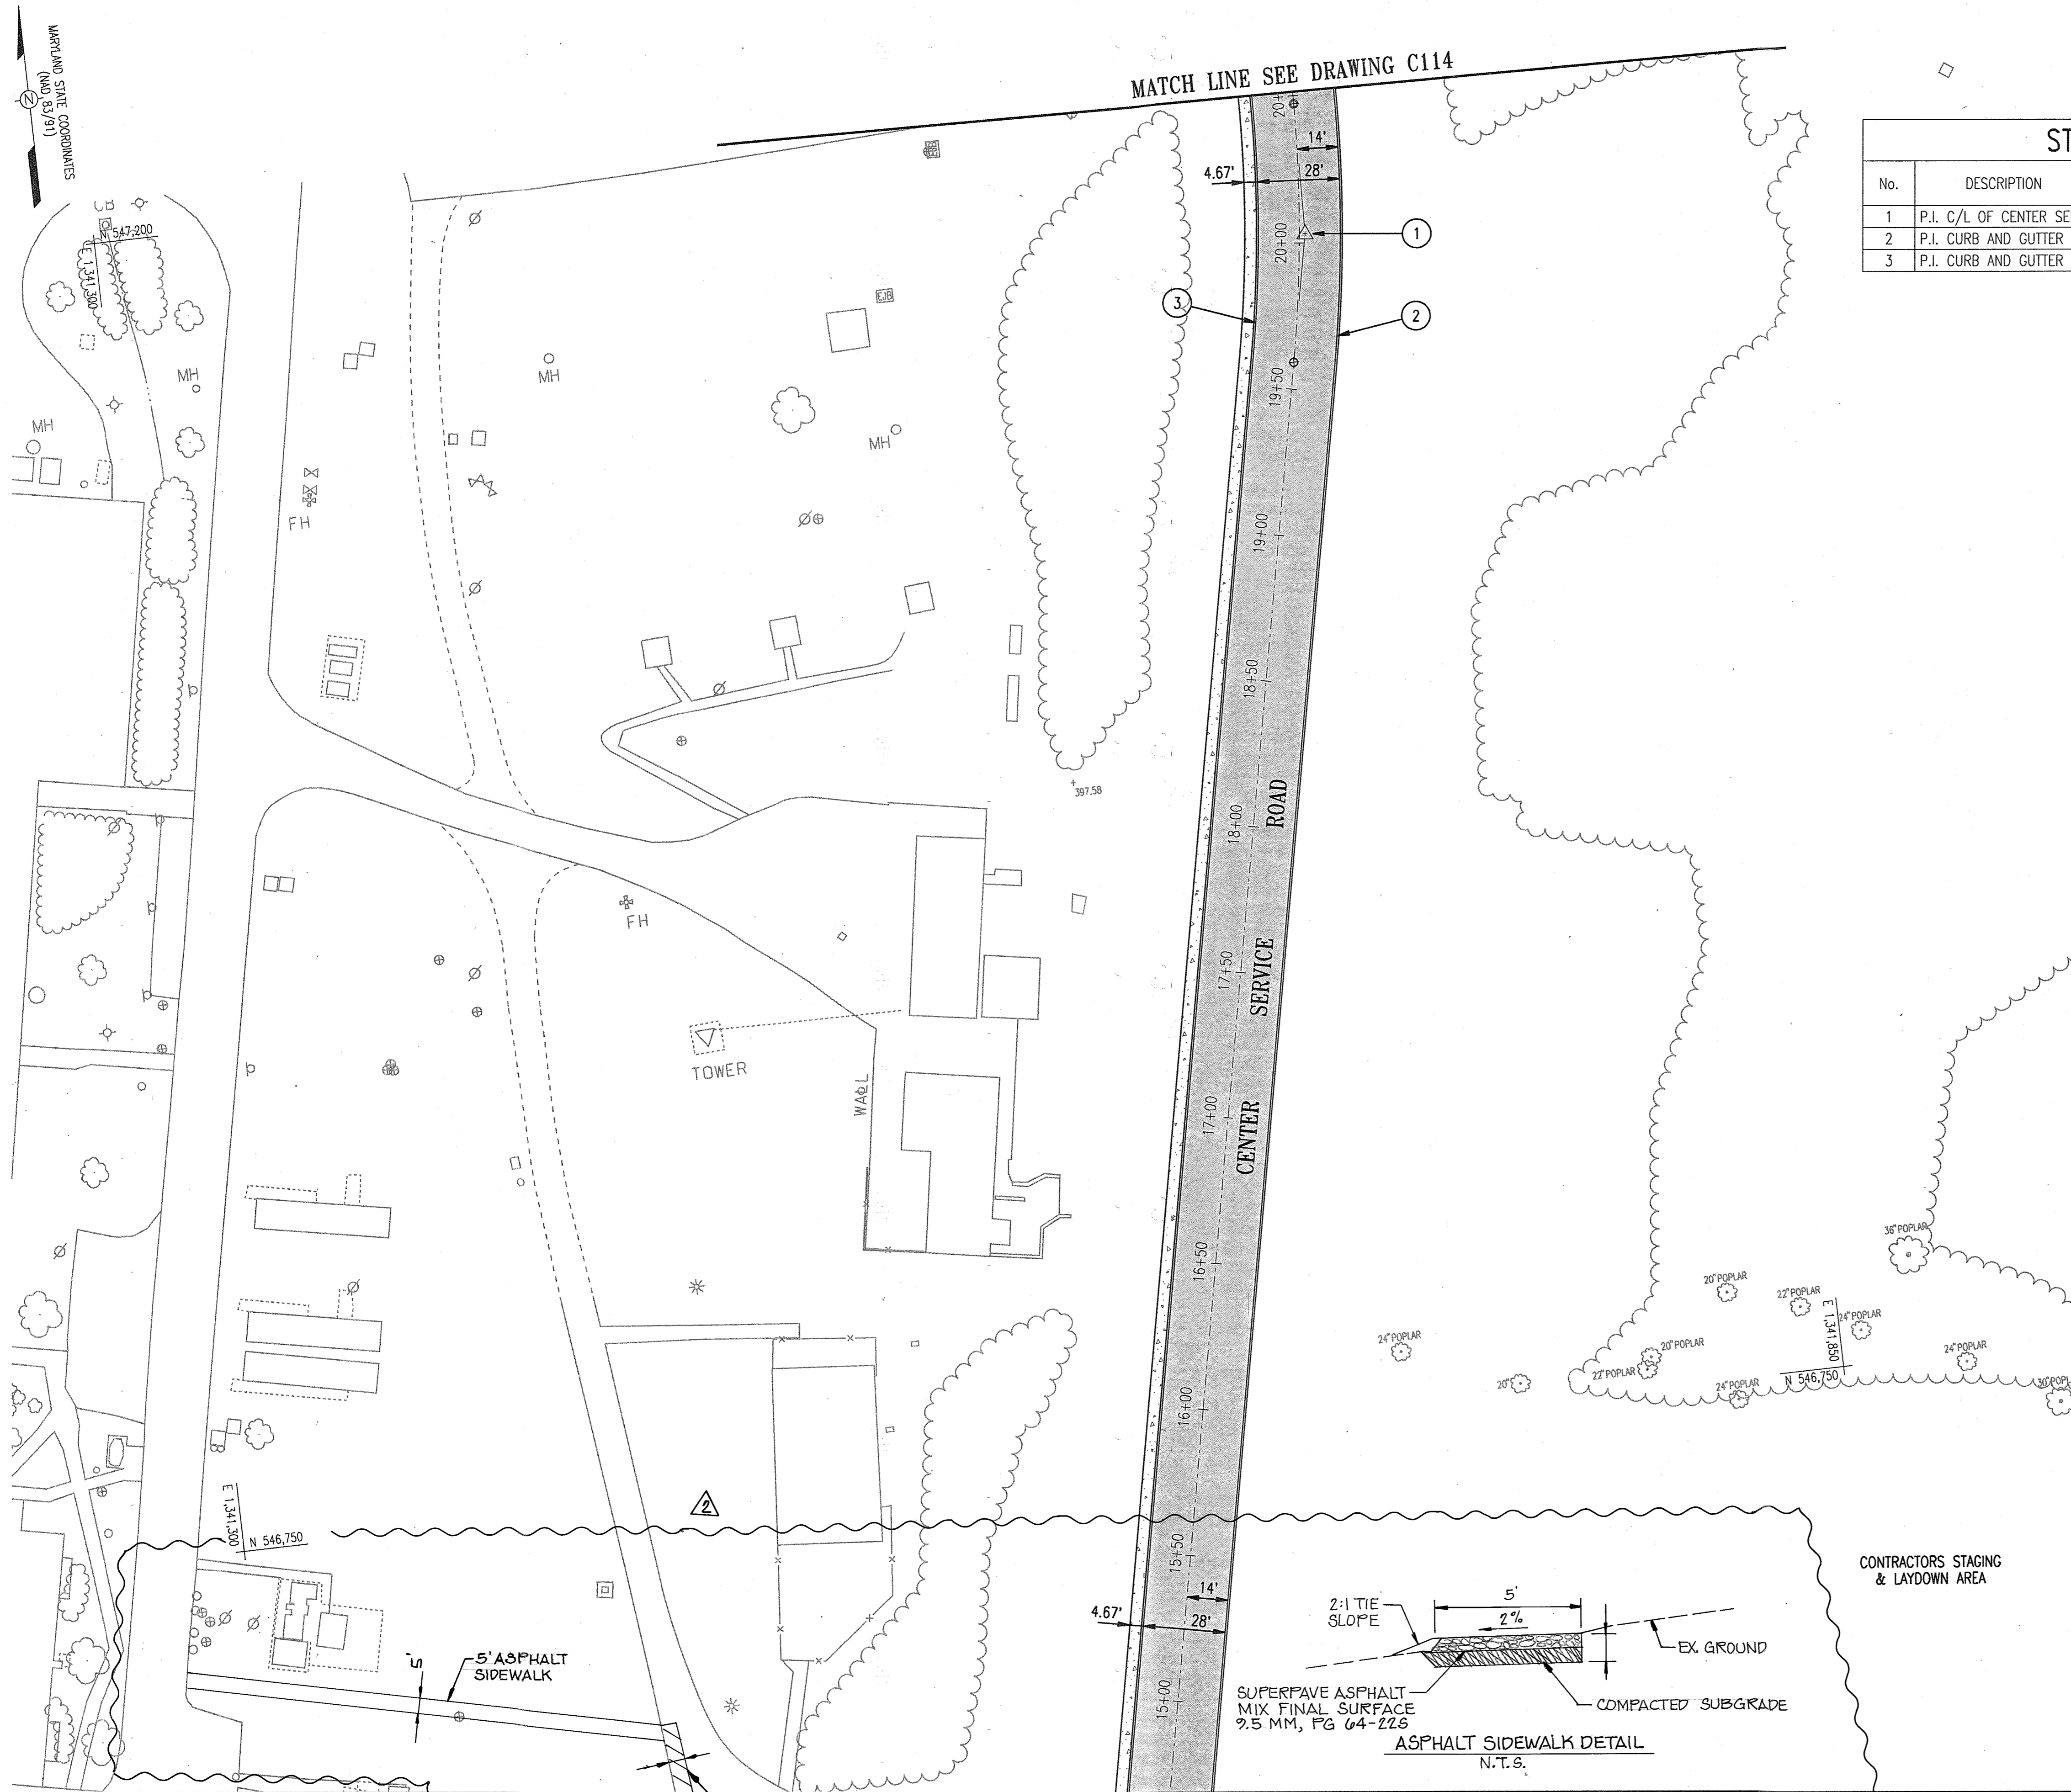 MARYLAND STATE COORDINATES
(NAD 83/91)
N
MATCH LINE SEE DRAWING C114
No.
DESCRIPTION
1
P.I. C/L OF CENTER SE
2
P.I. CURB AND GUTTER
3
P.I. CURB AND GUTTER
14'
4.67'
28'
20+00
1
3
2
19+50
19+00
18+50
18+00
17+50
17+00
16+50
16+00
15+50
15+00
CENTER SERVICE ROAD
CB
N 547,200
E 1,341,300
MH
MH
MH
MH
EJB
FH
397.58
FH
TOWER
36" POPLAR
20" POPLAR
22" POPLAR
24" POPLAR
24" POPLAR
20" POPLAR
22" POPLAR
24" POPLAR
24" POPLAR
20"
E 1,341,850
N 546,750
E 1,341,300
N 546,750
2
CONTRACTORS STAGING
& LAYDOWN AREA
14'
4.67'
28'
5'
5' ASPHALT
SIDEWALK
5'
2%
2:1 TIE
SLOPE
EX. GROUND
SUPERPAVE ASPHALT
MIX FINAL SURFACE
9.5 MM, PG 64-22S
COMPACTED SUBGRADE
ASPHALT SIDEWALK DETAIL
N.T.S.